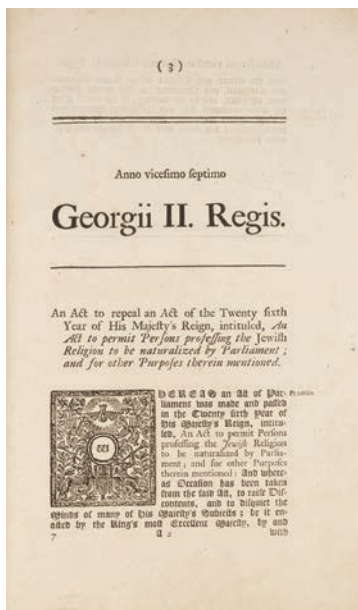 ( 3 )
Anno vicesimo septimo
Georgii II. Regis.
An Act to repeal an Act of the Twenty sixth
Year of His Majesty's Reign, intituled, An
Act to permit Persons professing the Jewish
Religion to be naturalized by Parliament ;
and for other Purposes therein mentioned.
WHEREAS an Act of Par-
liament was made and passed
in the Twenty sixth Year of
His Majesty's Reign, intitu-
led, An Act to permit Persons
professing the Jewish Religion
to be naturalized by Parlia-
ment ; and for other Purposes
therein mentioned : And where-
as Occasion has been taken
from the said Act, to raise Dis-
contents, and to disquiet the
Minds of many of His Majesty's Subjects ; be it en-
acted by the King's most Excellent Majesty, by and
7 A 2 with